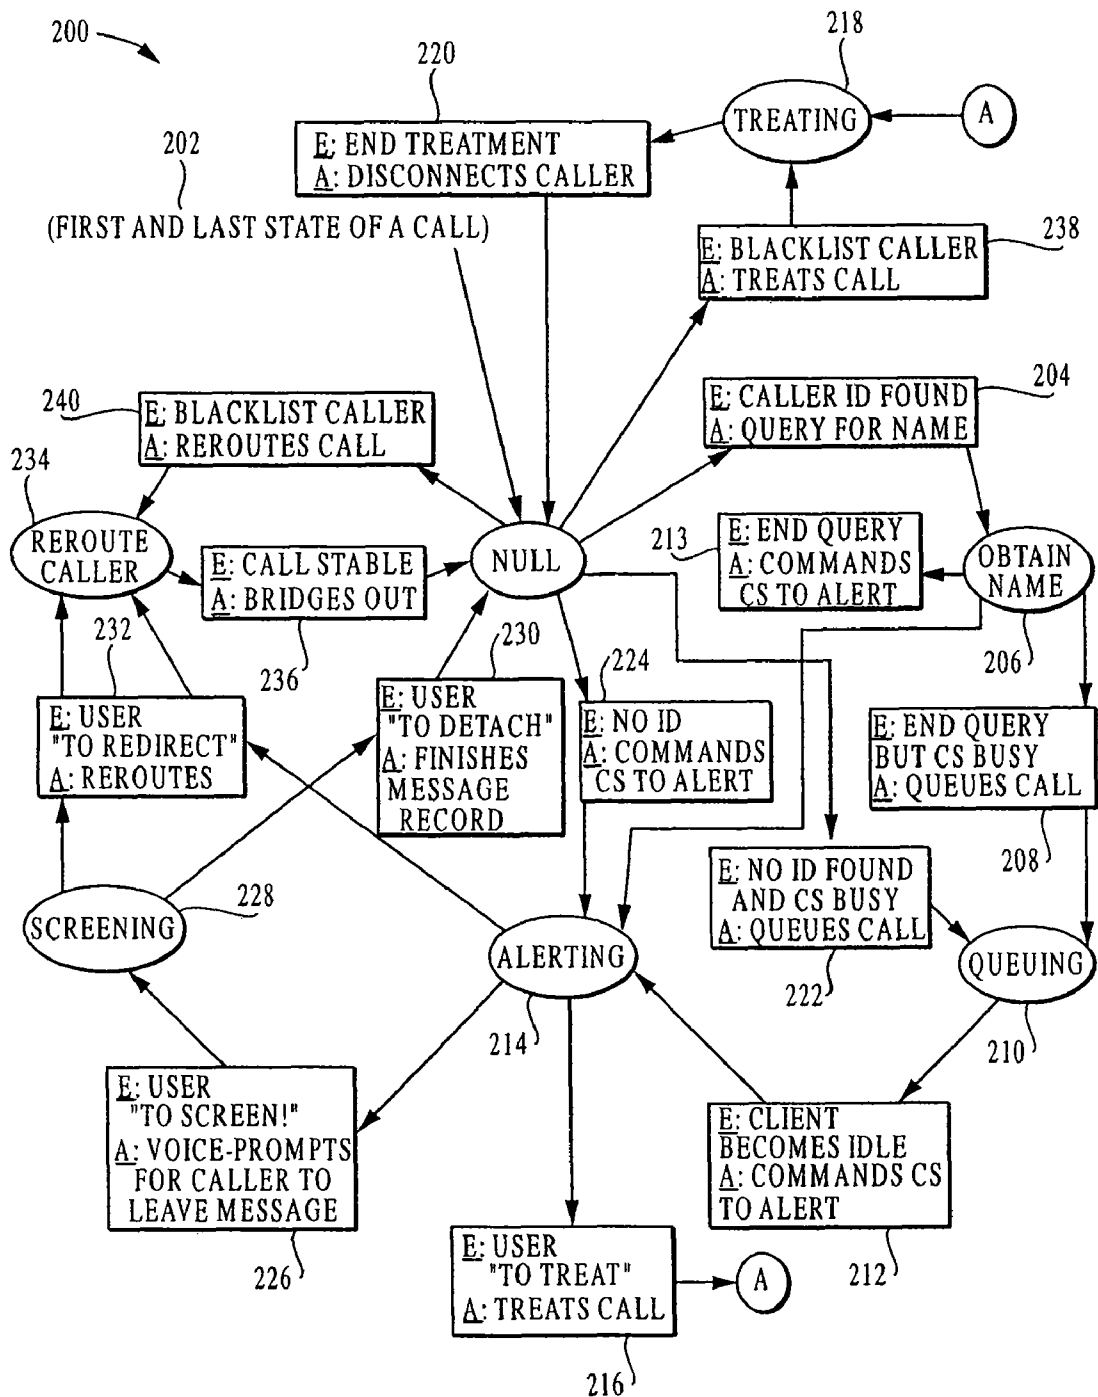 200
220
218
TREATING
A
E: END TREATMENT
A: DISCONNECTS CALLER
202
(FIRST AND LAST STATE OF A CALL)
238
E: BLACKLIST CALLER
A: TREATS CALL
240
E: BLACKLIST CALLER
A: REROUTES CALL
204
E: CALLER ID FOUND
A: QUERY FOR NAME
234
REROUTE
CALLER
E: CALL STABLE
A: BRIDGES OUT
236
NULL
213
E: END QUERY
A: COMMANDS
CS TO ALERT
OBTAIN
NAME
206
232
E: USER
"TO REDIRECT"
A: REROUTES
230
E: USER
"TO DETACH"
A: FINISHES
MESSAGE
RECORD
224
E: NO ID
A: COMMANDS
CS TO ALERT
E: END QUERY
BUT CS BUSY
A: QUEUES CALL
208
E: NO ID FOUND
AND CS BUSY
A: QUEUES CALL
222
SCREENING
228
ALERTING
214
QUEUING
210
E: USER
"TO SCREEN!"
A: VOICE-PROMPTS
FOR CALLER TO
LEAVE MESSAGE
226
E: CLIENT
BECOMES IDLE
A: COMMANDS CS
TO ALERT
212
E: USER
"TO TREAT"
A: TREATS CALL
216
A